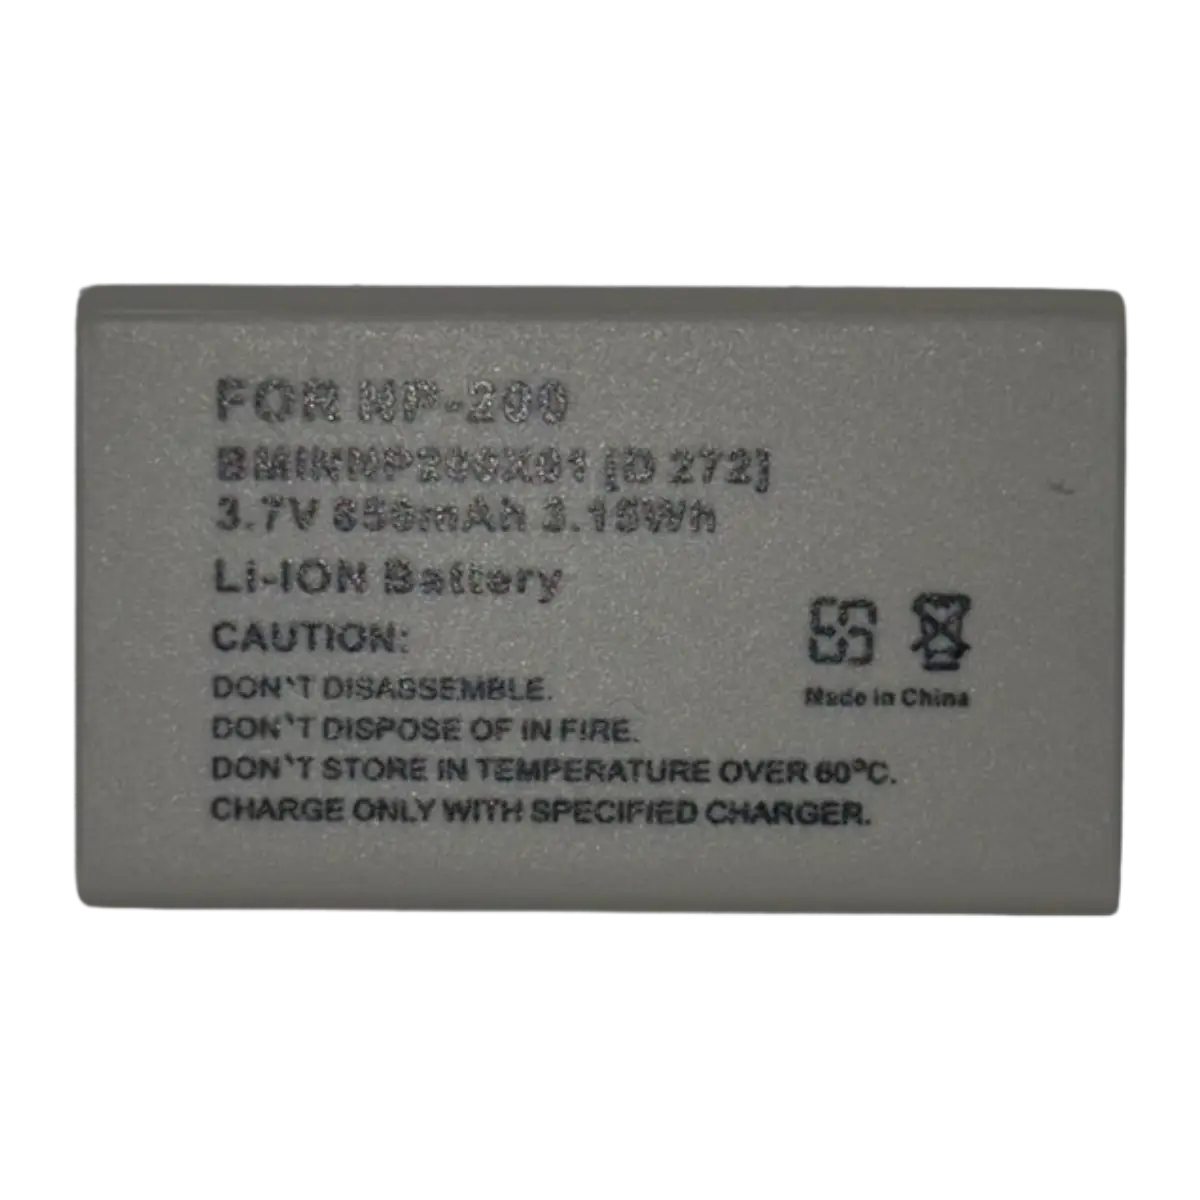 FOR NP-200
BMINNP200X01 [D 272]
3.7V 850mAh 3.15Wh
Li-ION Battery
CAUTION:
DON'T DISASSEMBLE.
DON'T DISPOSE OF IN FIRE.
DON'T STORE IN TEMPERATURE OVER 60°C.
CHARGE ONLY WITH SPECIFIED CHARGER.
Made in China